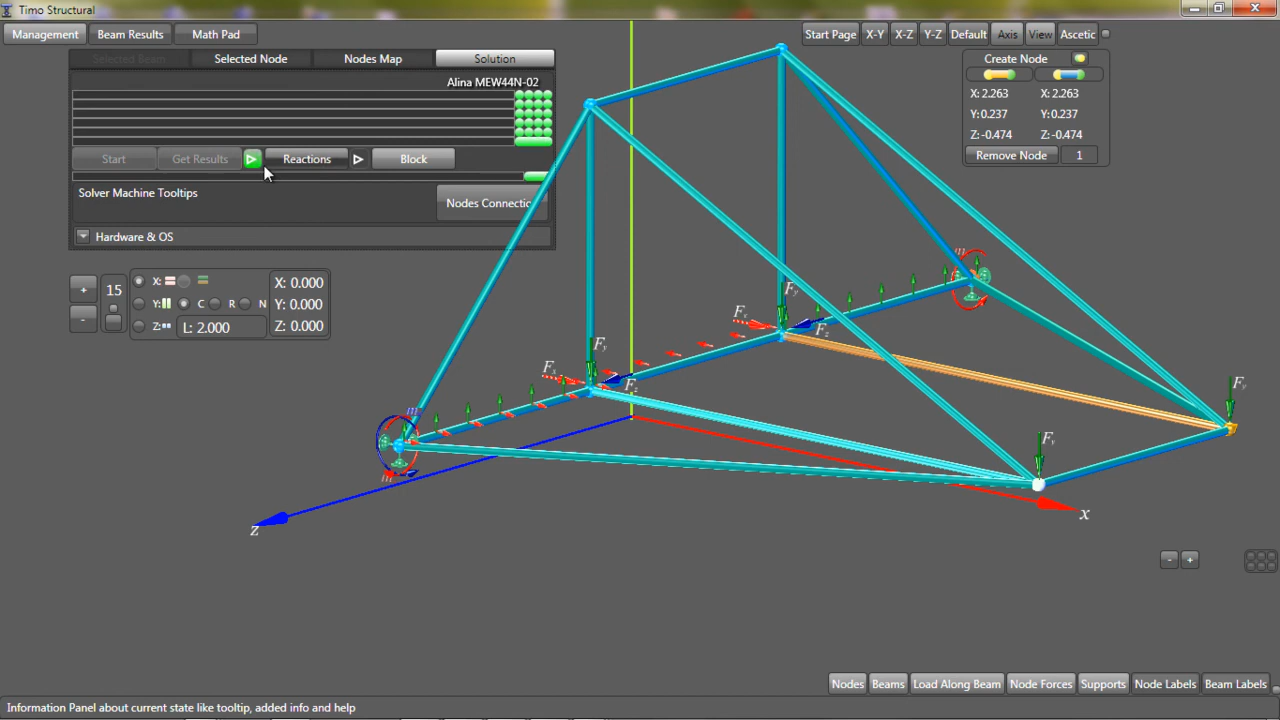 Timo Structural
Management Beam Results Math Pad
Start Page X-Y X-Z Y-Z Default Axis View Ascetic
Selected Beam Selected Node Nodes Map Solution
Alina MEW44N-02
Start Get Results Reactions Block
Solver Machine Tooltips
Nodes Connectio
Hardware & OS
+
-
15
X:
Y:
Z:
C R N
L: 2.000
X: 0.000
Y: 0.000
Z: 0.000
Create Node
X: 2.263 X: 2.263
Y: 0.237 Y: 0.237
Z: -0.474 Z: -0.474
Remove Node 1
m
Fy
Fx
Fz
Fy
Fx
Fz
Fy
Fy
m
m
z
x
- +
Nodes Beams Load Along Beam Node Forces Supports Node Labels Beam Labels
Information Panel about current state like tooltip, added info and help